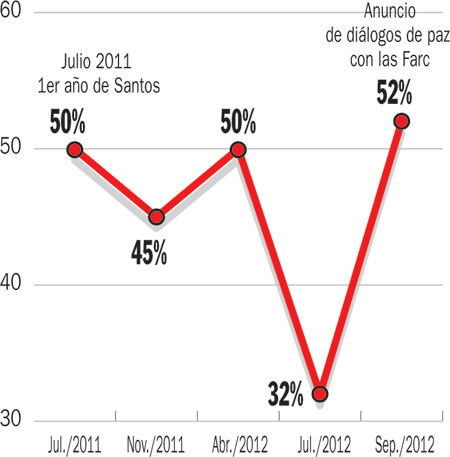 60
Anuncio
de diálogos de paz
con las Farc
Julio 2011
1er año de Santos
50%
50%
52%
50
45%
40
32%
30
Jul./2011 Nov./2011 Abr./2012 Jul./2012 Sep./2012